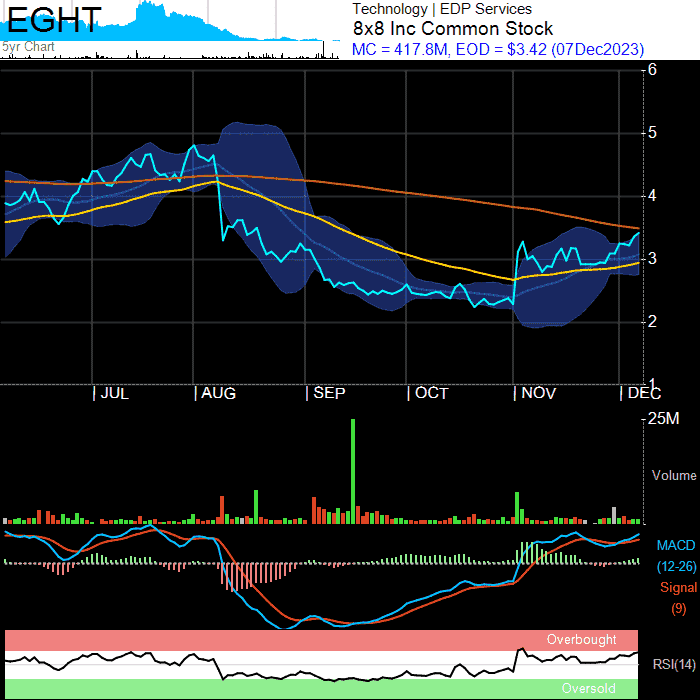 EGHT
5yr Chart
Technology | EDP Services
8x8 Inc Common Stock
MC = 417.8M, EOD = $3.42 (07Dec2023)
6
5
4
3
2
1
| JUL | AUG | SEP | OCT | NOV | DEC
25M
Volume
MACD
(12-26)
Signal
(9)
Overbought
RSI(14)
Oversold